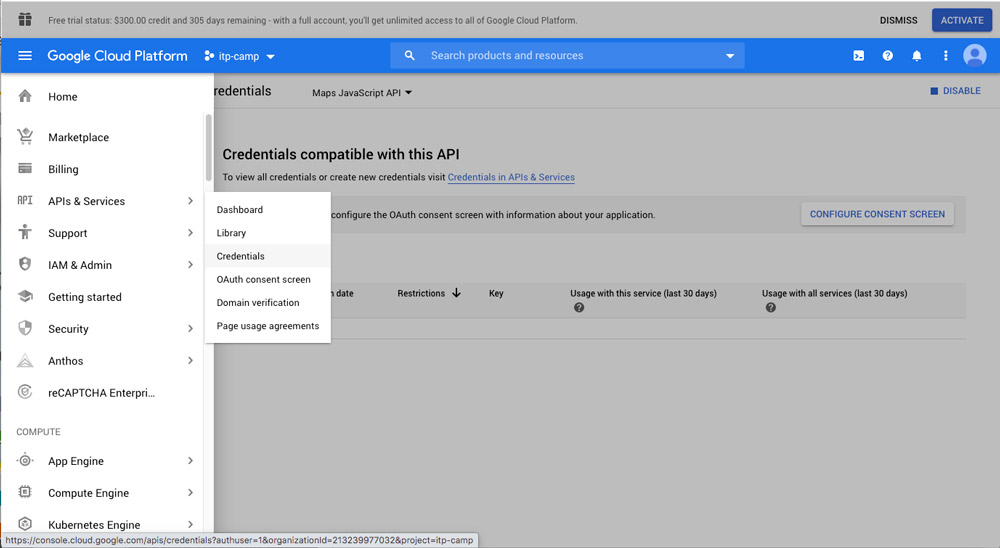 Free trial status: $300.00 credit and 305 days remaining - with a full account, you'll get unlimited access to all of Google Cloud Platform.
DISMISS
ACTIVATE
Google Cloud Platform
itp-camp
Search products and resources
Home
Marketplace
Billing
API
APIs & Services
Support
IAM & Admin
Getting started
Security
Anthos
reCAPTCHA Enterpri...
COMPUTE
App Engine
Compute Engine
Kubernetes Engine
Dashboard
Library
Credentials
OAuth consent screen
Domain verification
Page usage agreements
redentials
Maps JavaScript API
DISABLE
Credentials compatible with this API
To view all credentials or create new credentials visit Credentials in APIs & Services
configure the OAuth consent screen with information about your application.
CONFIGURE CONSENT SCREEN
n date
Restrictions
Key
Usage with this service (last 30 days)
Usage with all services (last 30 days)
https://console.cloud.google.com/apis/credentials?authuser=1&organizationId=213239977032&project=itp-camp